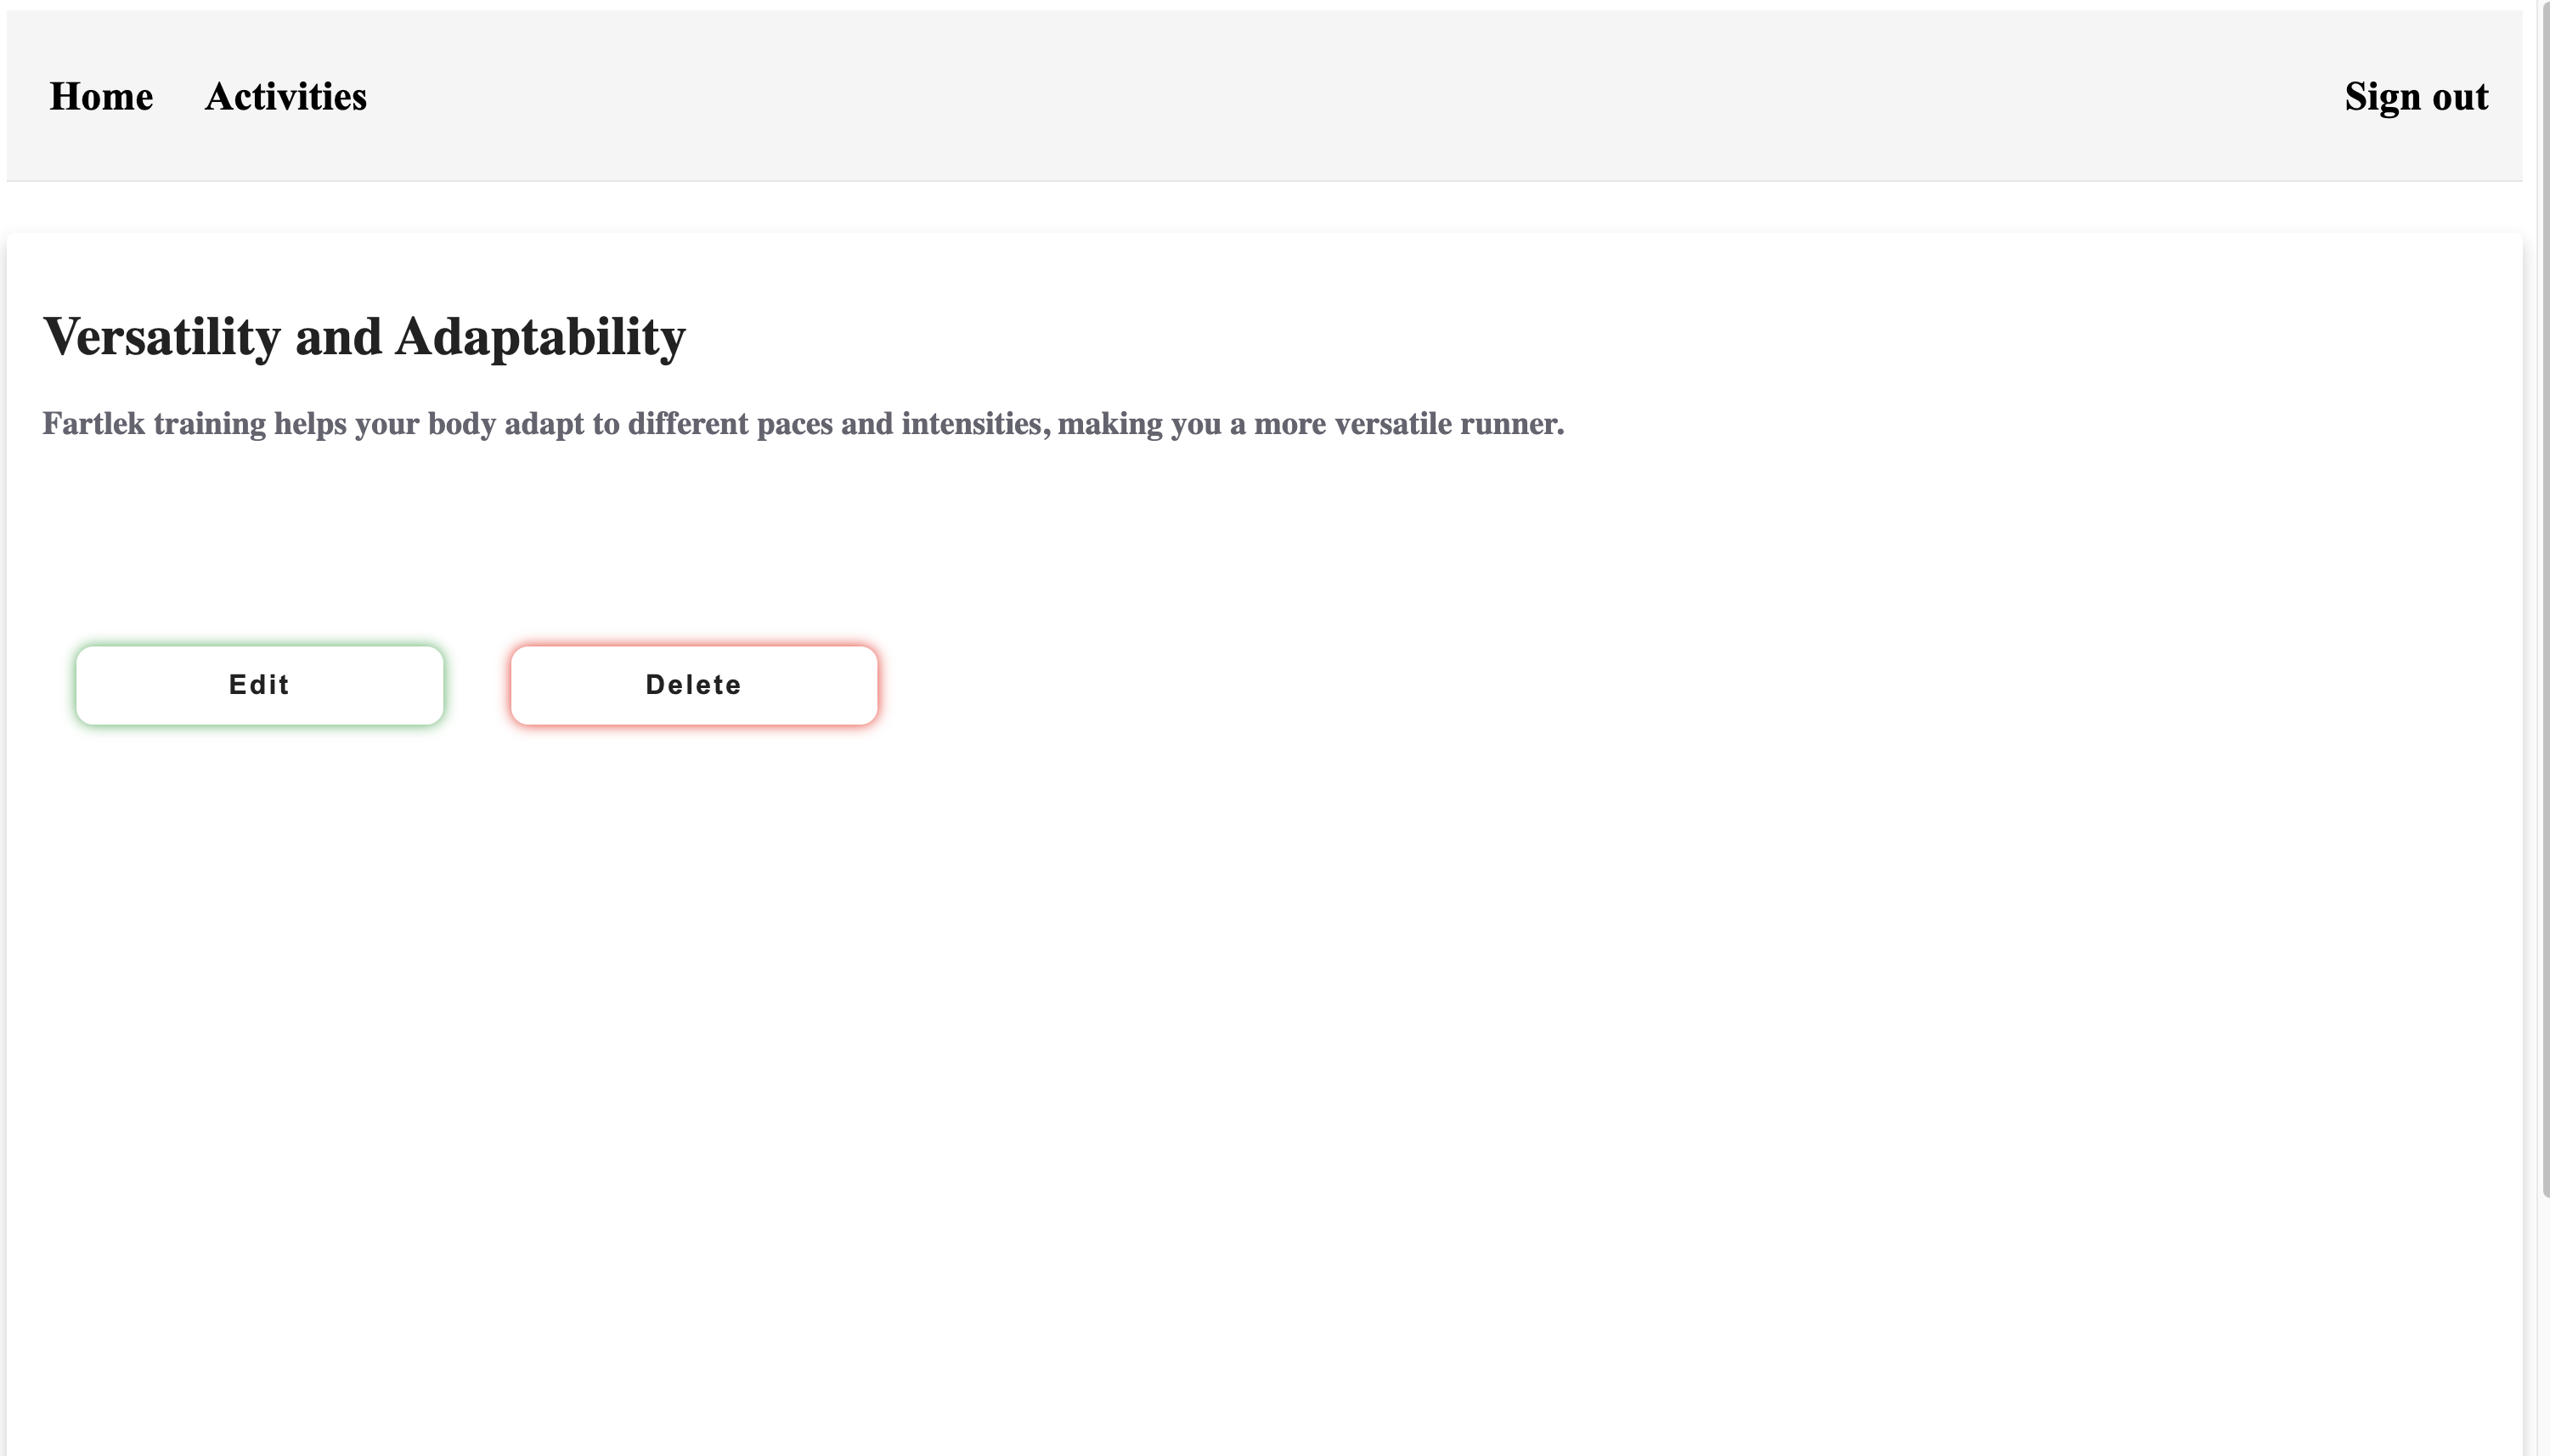 Home Activities Sign out
Versatility and Adaptability
Fartlek training helps your body adapt to different paces and intensities, making you a more versatile runner.
Edit Delete